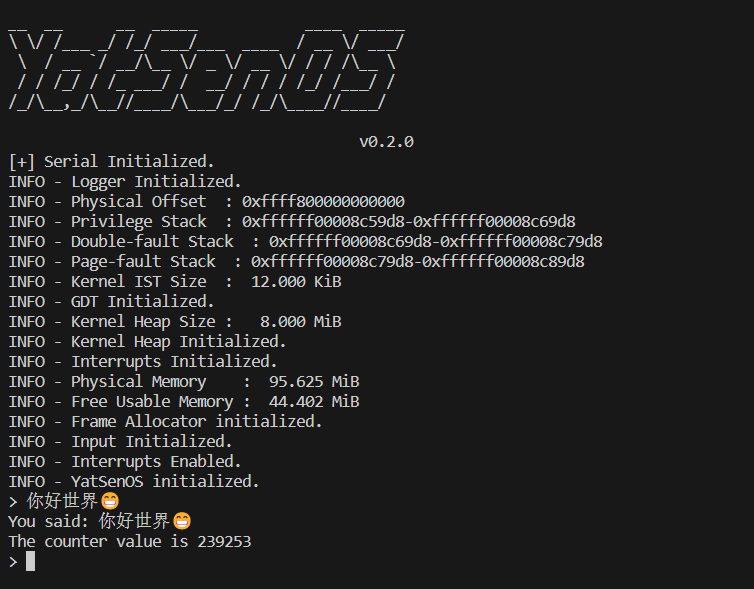 YatSenOS
v0.2.0
[+] Serial Initialized.
INFO - Logger Initialized.
INFO - Physical Offset  : 0xffff800000000000
INFO - Privilege Stack  : 0xffffff00008c59d8-0xffffff00008c69d8
INFO - Double-fault Stack  : 0xffffff00008c69d8-0xffffff00008c79d8
INFO - Page-fault Stack  : 0xffffff00008c79d8-0xffffff00008c89d8
INFO - Kernel IST Size  :  12.000 KiB
INFO - GDT Initialized.
INFO - Kernel Heap Size :   8.000 MiB
INFO - Kernel Heap Initialized.
INFO - Interrupts Initialized.
INFO - Physical Memory    :  95.625 MiB
INFO - Free Usable Memory :  44.402 MiB
INFO - Frame Allocator initialized.
INFO - Input Initialized.
INFO - Interrupts Enabled.
INFO - YatSenOS initialized.
> 你好世界😁
You said: 你好世界😁
The counter value is 239253
>